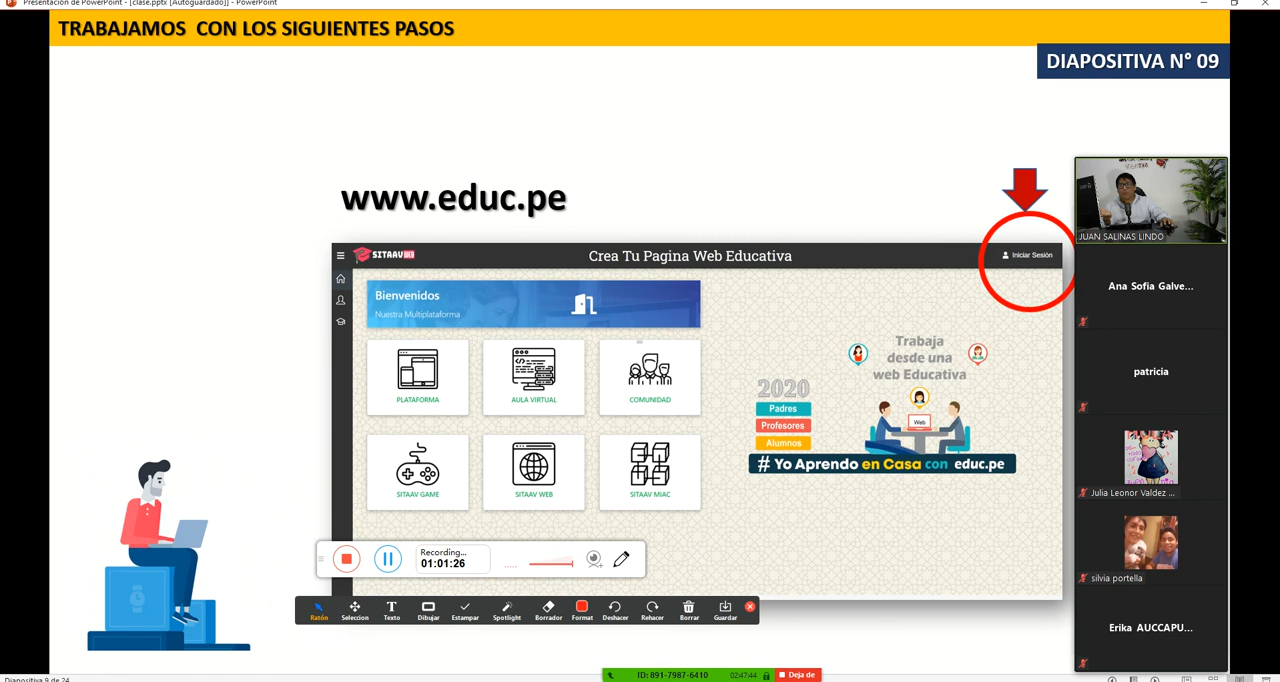 Presentación de PowerPoint - [clase.pptx [Autoguardado]] - PowerPoint
TRABAJAMOS CON LOS SIGUIENTES PASOS
DIAPOSITIVA N° 09
www.educ.pe
SITAAV WEB
Crea Tu Pagina Web Educativa
Iniciar Sesión
Bienvenidos
Nuestra Multiplataforma
PLATAFORMA
AULA VIRTUAL
COMUNIDAD
SITAAV GAME
SITAAV WEB
SITAAV MIAC
Trabaja
desde una
web Educativa
2020
Padres
Profesores
Alumnos
Web
# Yo Aprendo en Casa con educ.pe
JUAN SALINAS LINDO
Ana Sofia Galve...
patricia
Julia Leonor Valdez ...
silvia portella
Erika AUCCAPU...
Recording...
01:01:26
Ratón
Seleccion
Texto
Dibujar
Estampar
Spotlight
Borrador
Format
Deshacer
Rehacer
Borrar
Guardar
ID: 891-7987-6410
02:47:44
Deja de
Diapositiva 9 de 24